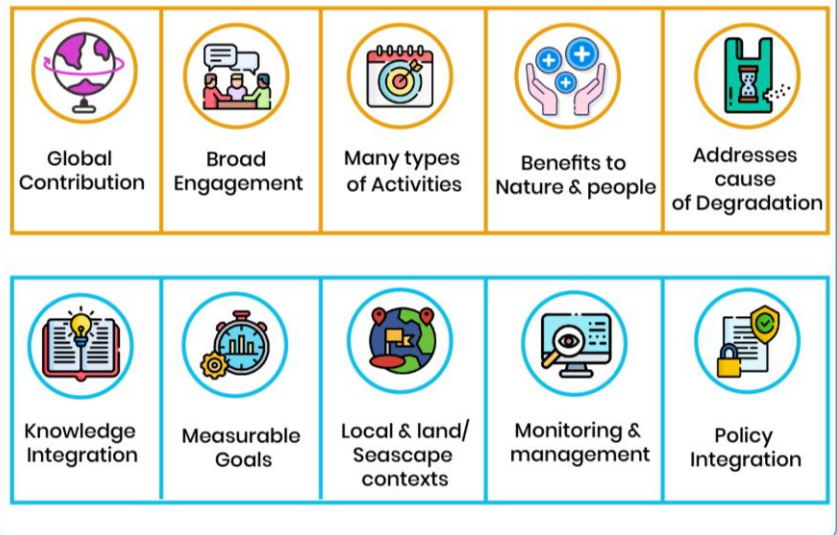 Global
Contribution
Broad
Engagement
Many types
of Activities
Benefits to
Nature & people
Addresses
cause
of Degradation
Knowledge
Integration
Measurable
Goals
Local & land/
Seascape
contexts
Monitoring &
management
Policy
Integration